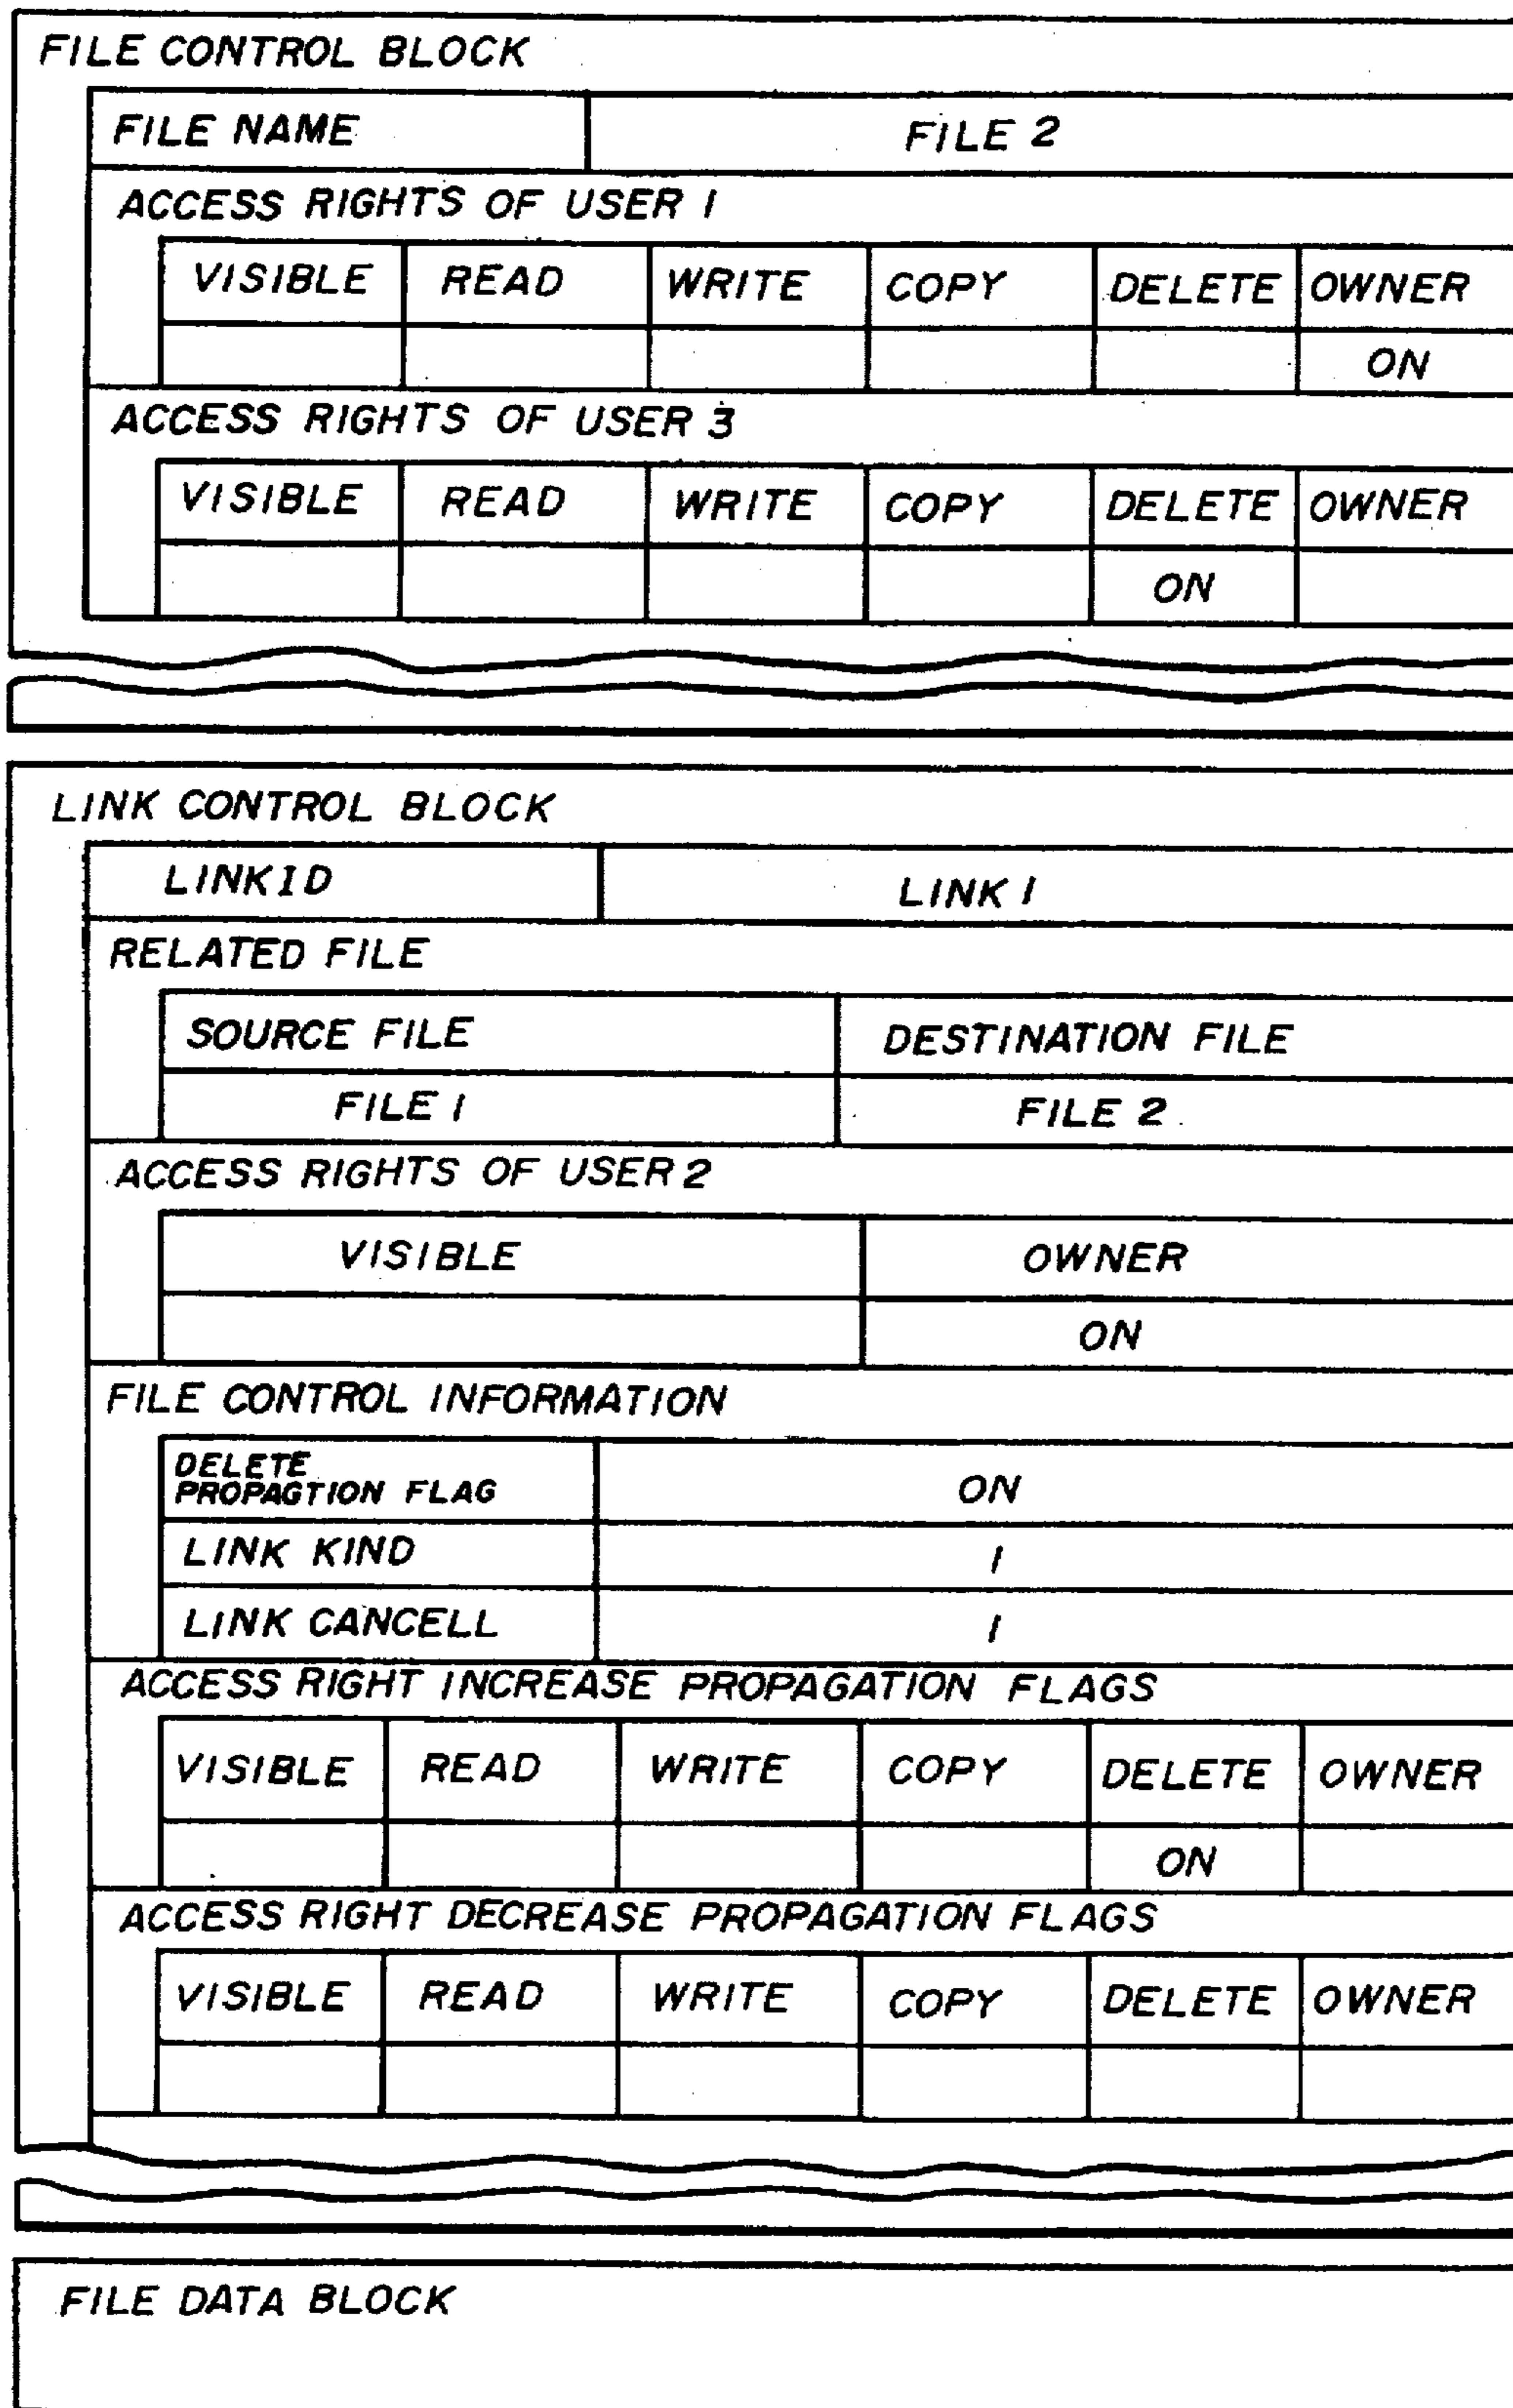 FILE CONTROL BLOCK
FILE NAME FILE 2
ACCESS RIGHTS OF USER 1
VISIBLE READ WRITE COPY DELETE OWNER
ON
ACCESS RIGHTS OF USER 3
VISIBLE READ WRITE COPY DELETE OWNER
ON
LINK CONTROL BLOCK
LINKID LINK 1
RELATED FILE
SOURCE FILE DESTINATION FILE
FILE 1 FILE 2
ACCESS RIGHTS OF USER 2
VISIBLE OWNER
ON
FILE CONTROL INFORMATION
DELETE
PROPAGTION FLAG ON
LINK KIND 1
LINK CANCELL 1
ACCESS RIGHT INCREASE PROPAGATION FLAGS
VISIBLE READ WRITE COPY DELETE OWNER
ON
ACCESS RIGHT DECREASE PROPAGATION FLAGS
VISIBLE READ WRITE COPY DELETE OWNER
FILE DATA BLOCK